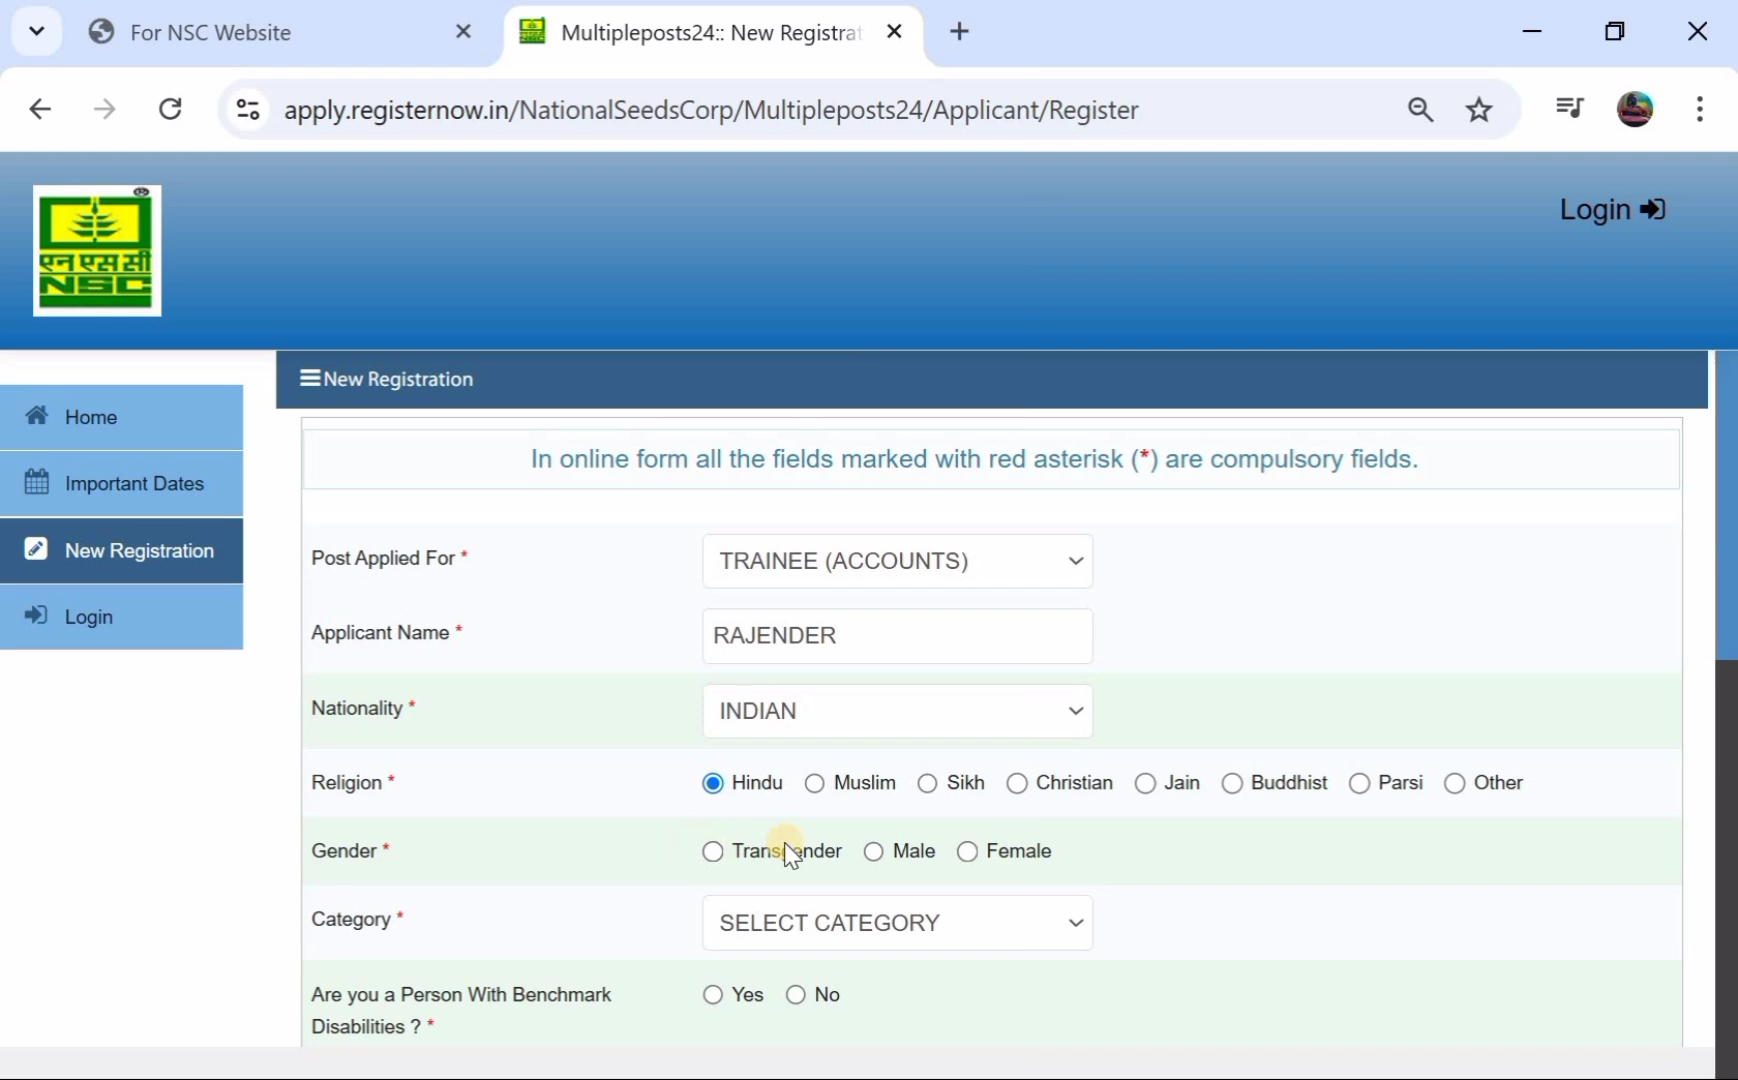 For NSC Website
Multipleposts24:: New Registrat
apply.registernow.in/NationalSeedsCorp/Multipleposts24/Applicant/Register
एन एस सी
NSC
Login
Home
Important Dates
New Registration
Login
New Registration
In online form all the fields marked with red asterisk (*) are compulsory fields.
Post Applied For * TRAINEE (ACCOUNTS)
Applicant Name * RAJENDER
Nationality * INDIAN
Religion * Hindu Muslim Sikh Christian Jain Buddhist Parsi Other
Gender * Transgender Male Female
Category * SELECT CATEGORY
Are you a Person With Benchmark Yes No
Disabilities ? *